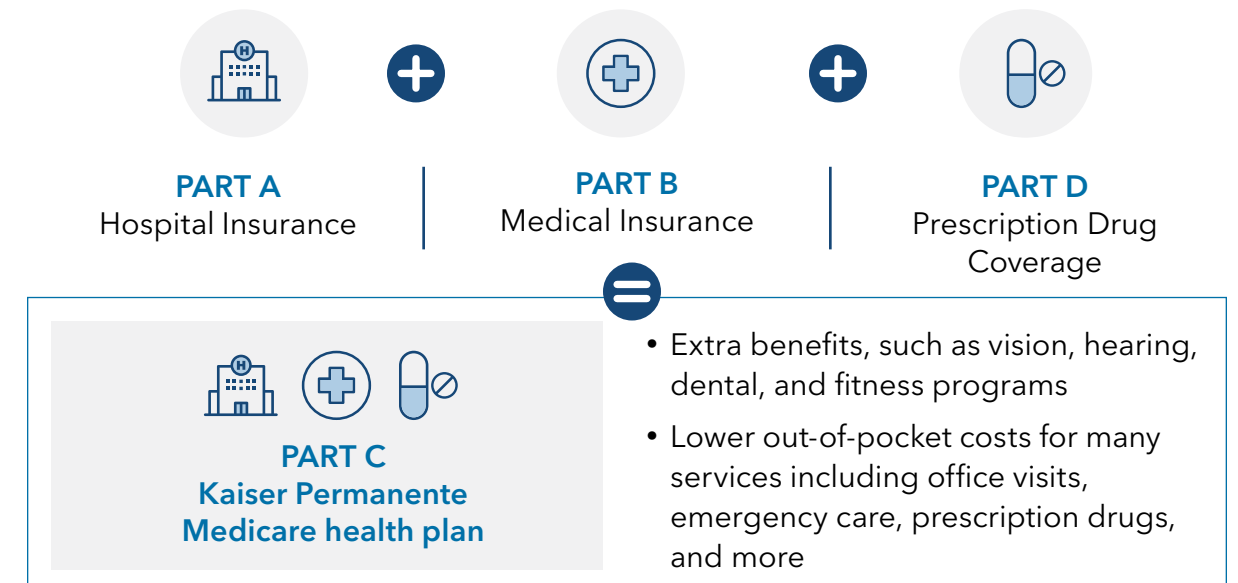 H
PART A
Hospital Insurance
PART B
Medical Insurance
PART D
Prescription Drug
Coverage
H
PART C
Kaiser Permanente
Medicare health plan
• Extra benefits, such as vision, hearing,
dental, and fitness programs
• Lower out-of-pocket costs for many
services including office visits,
emergency care, prescription drugs,
and more